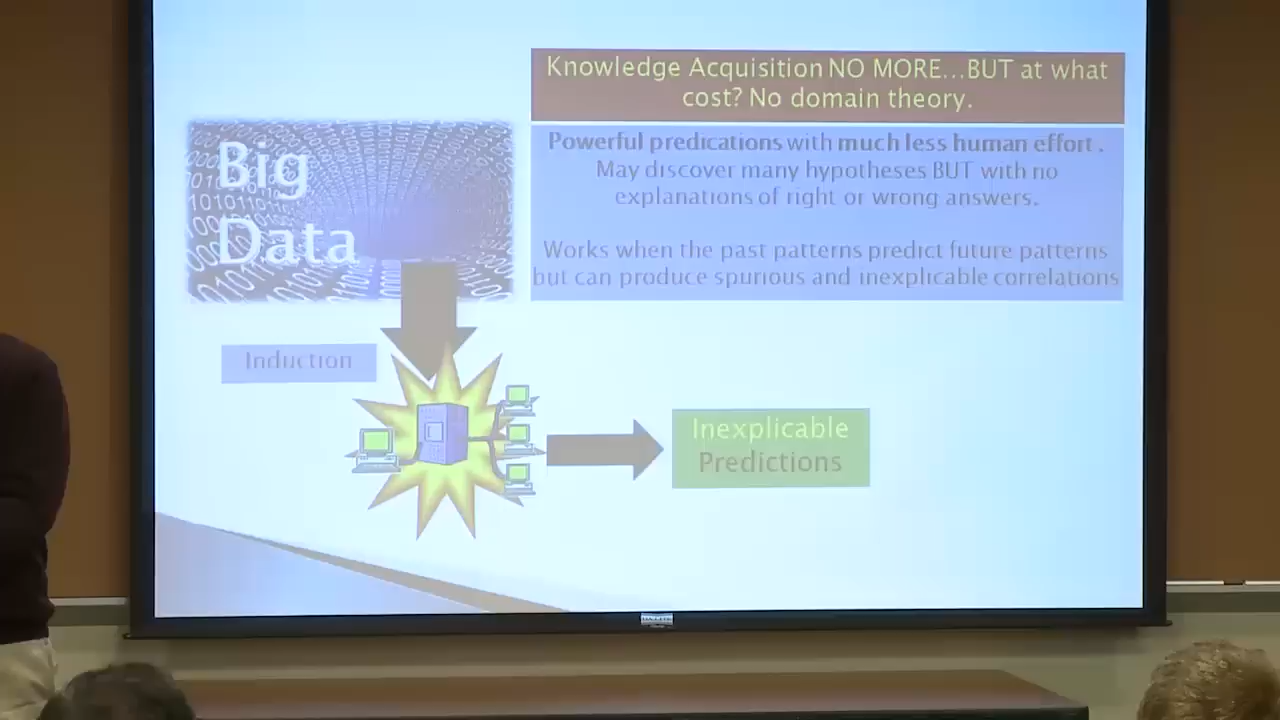 Knowledge Acquisition NO MORE...BUT at what
cost? No domain theory.
Big
Data
Powerful predications with much less human effort .
May discover many hypotheses BUT with no
explanations of right or wrong answers.
Works when the past patterns predict future patterns
but can produce spurious and inexplicable correlations
Induction
Inexplicable
Predictions